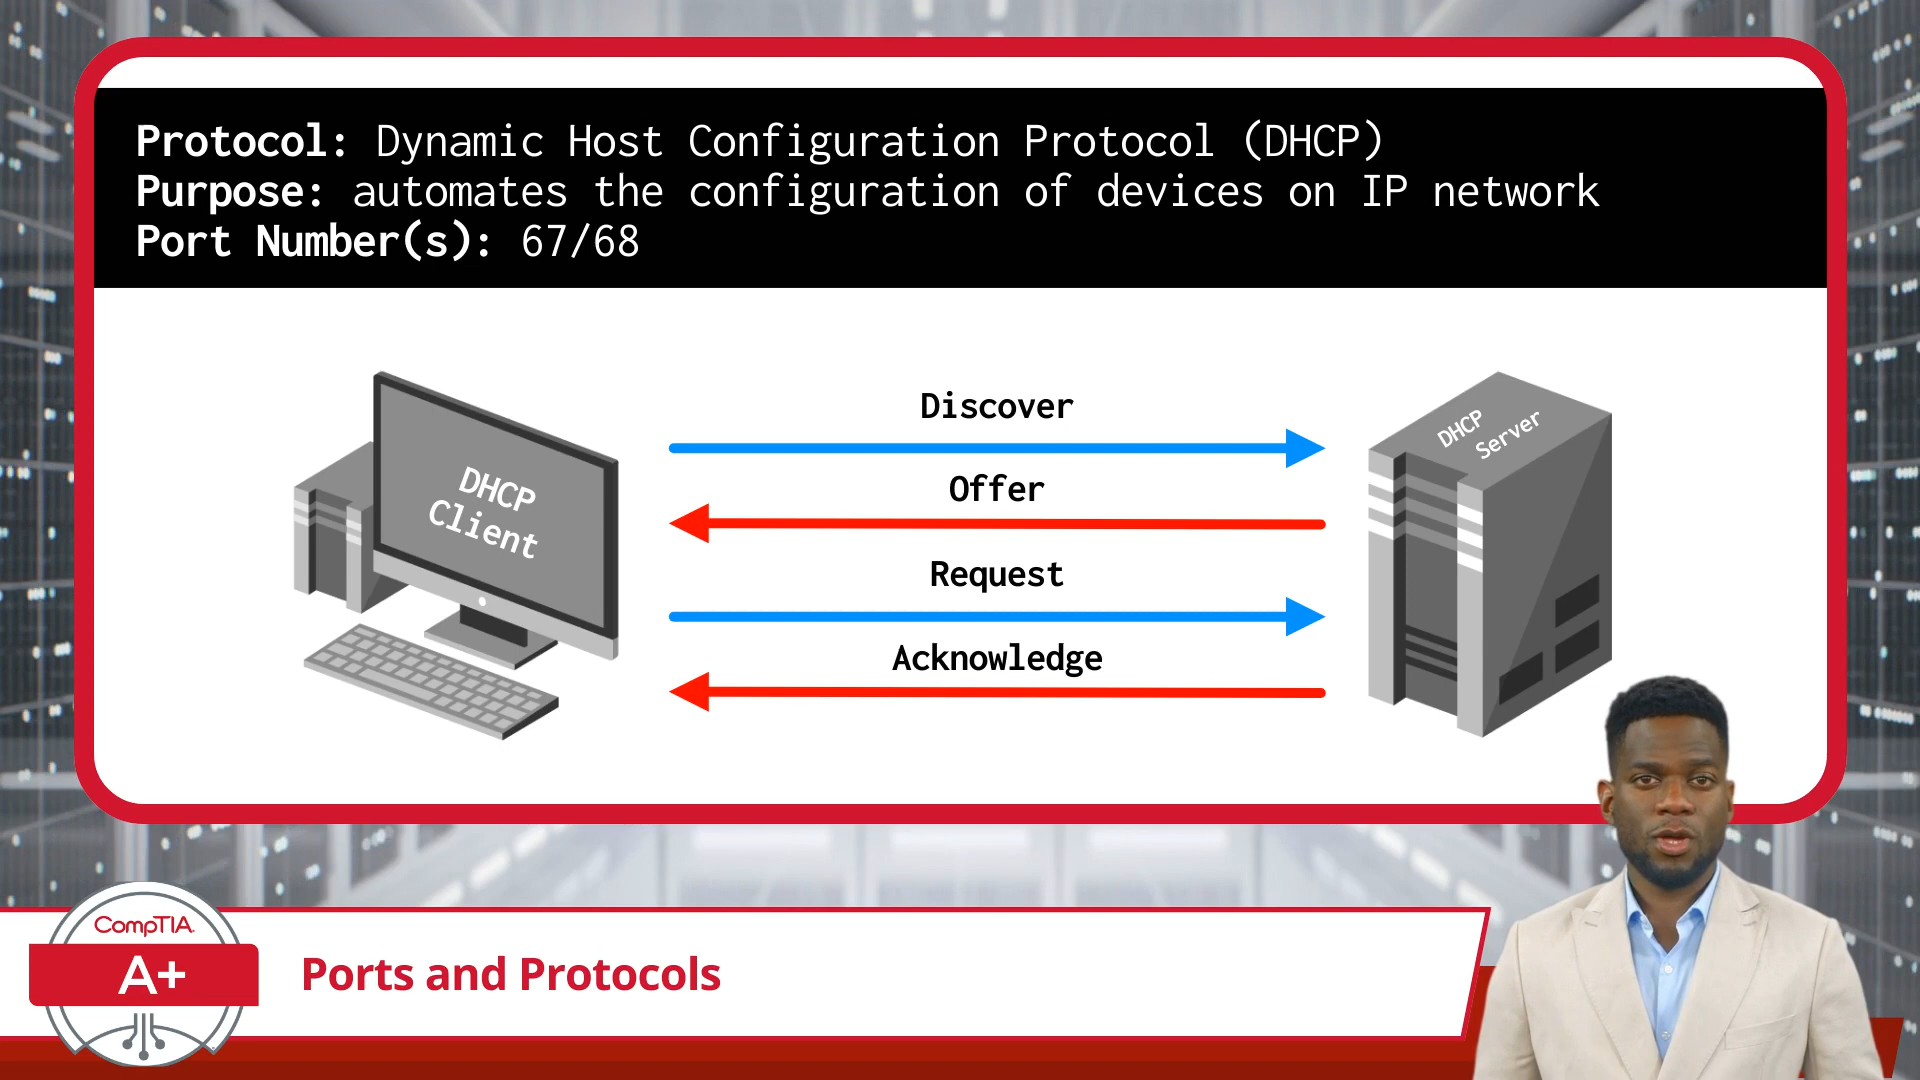 Protocol: Dynamic Host Configuration Protocol (DHCP)
Purpose: automates the configuration of devices on IP network
Port Number(s): 67/68
Discover
Offer
Request
Acknowledge
DHCP
Client
DHCP
Server
CompTIA.
A+
Ports and Protocols